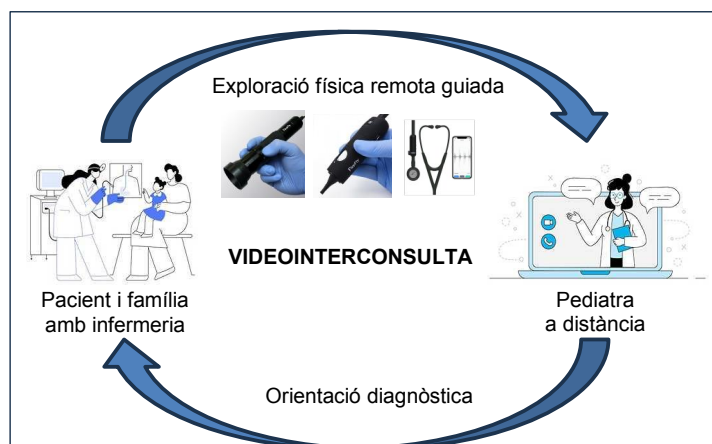 Exploració física remota guiada
VIDEOINTERCONSULTA
Pacient i família
amb infermeria
Pediatra
a distància
Orientació diagnòstica